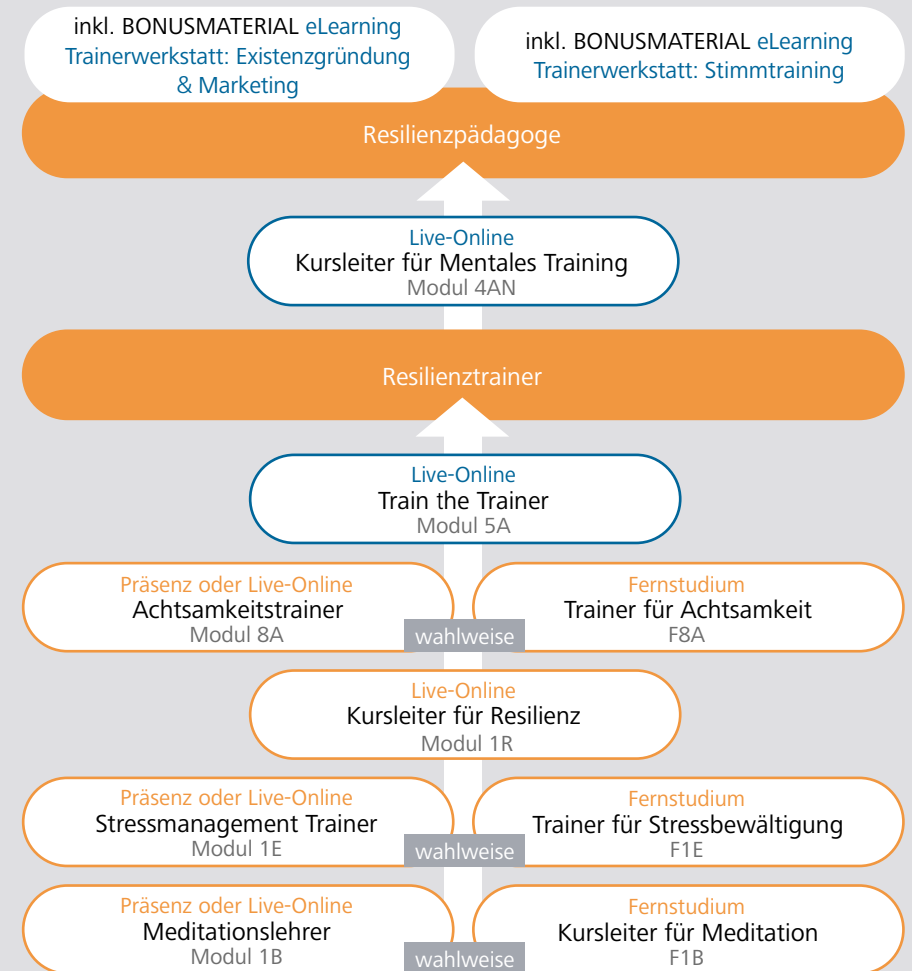 inkl. BONUSMATERIAL eLearning
Trainerwerkstatt: Existenzgründung
& Marketing
inkl. BONUSMATERIAL eLearning
Trainerwerkstatt: Stimmtraining
Resilienzpädagoge
Live-Online
Kursleiter für Mentales Training
Modul 4AN
Resilienztrainer
Live-Online
Train the Trainer
Modul 5A
Präsenz oder Live-Online
Achtsamkeitstrainer
Modul 8A
wahlweise
Fernstudium
Trainer für Achtsamkeit
F8A
Live-Online
Kursleiter für Resilienz
Modul 1R
Präsenz oder Live-Online
Stressmanagement Trainer
Modul 1E
wahlweise
Fernstudium
Trainer für Stressbewältigung
F1E
Präsenz oder Live-Online
Meditationslehrer
Modul 1B
wahlweise
Fernstudium
Kursleiter für Meditation
F1B